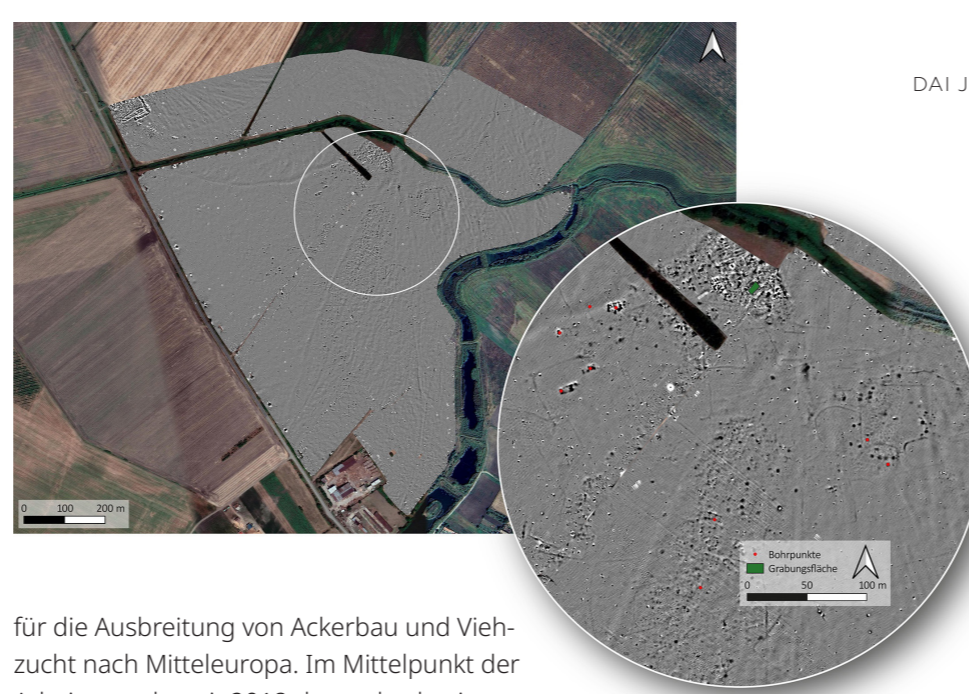 DAI J
0 100 200 m
Bohrpunkte
Grabungsfläche
0 50 100 m
für die Ausbreitung von Ackerbau und Vieh-
zucht nach Mitteleuropa. Im Mittelpunkt der